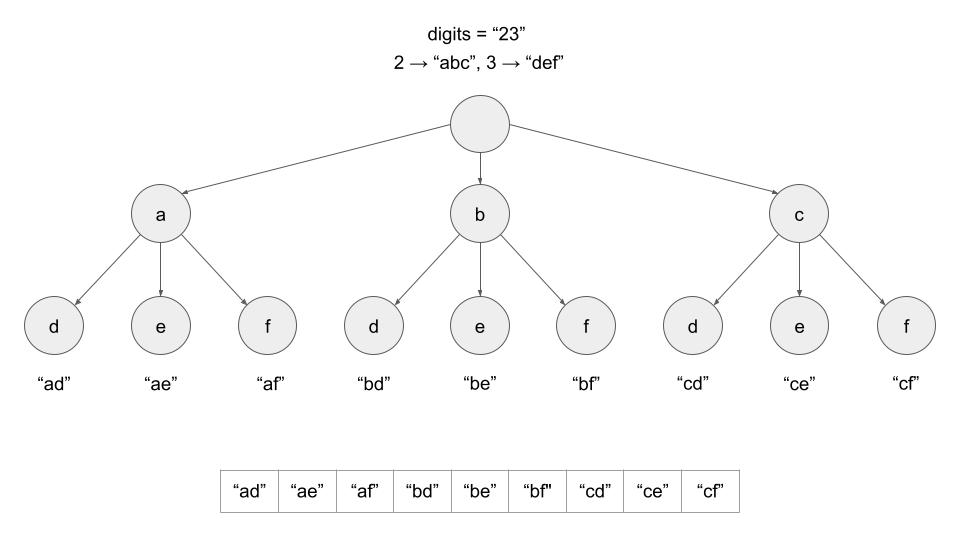 digits = “23”
2 → “abc”, 3 → “def”
a b c
d e f d e f d e f
“ad” “ae” “af” “bd” “be” “bf” “cd” “ce” “cf”
“ad” “ae” “af” “bd” “be” “bf" “cd” “ce” “cf”